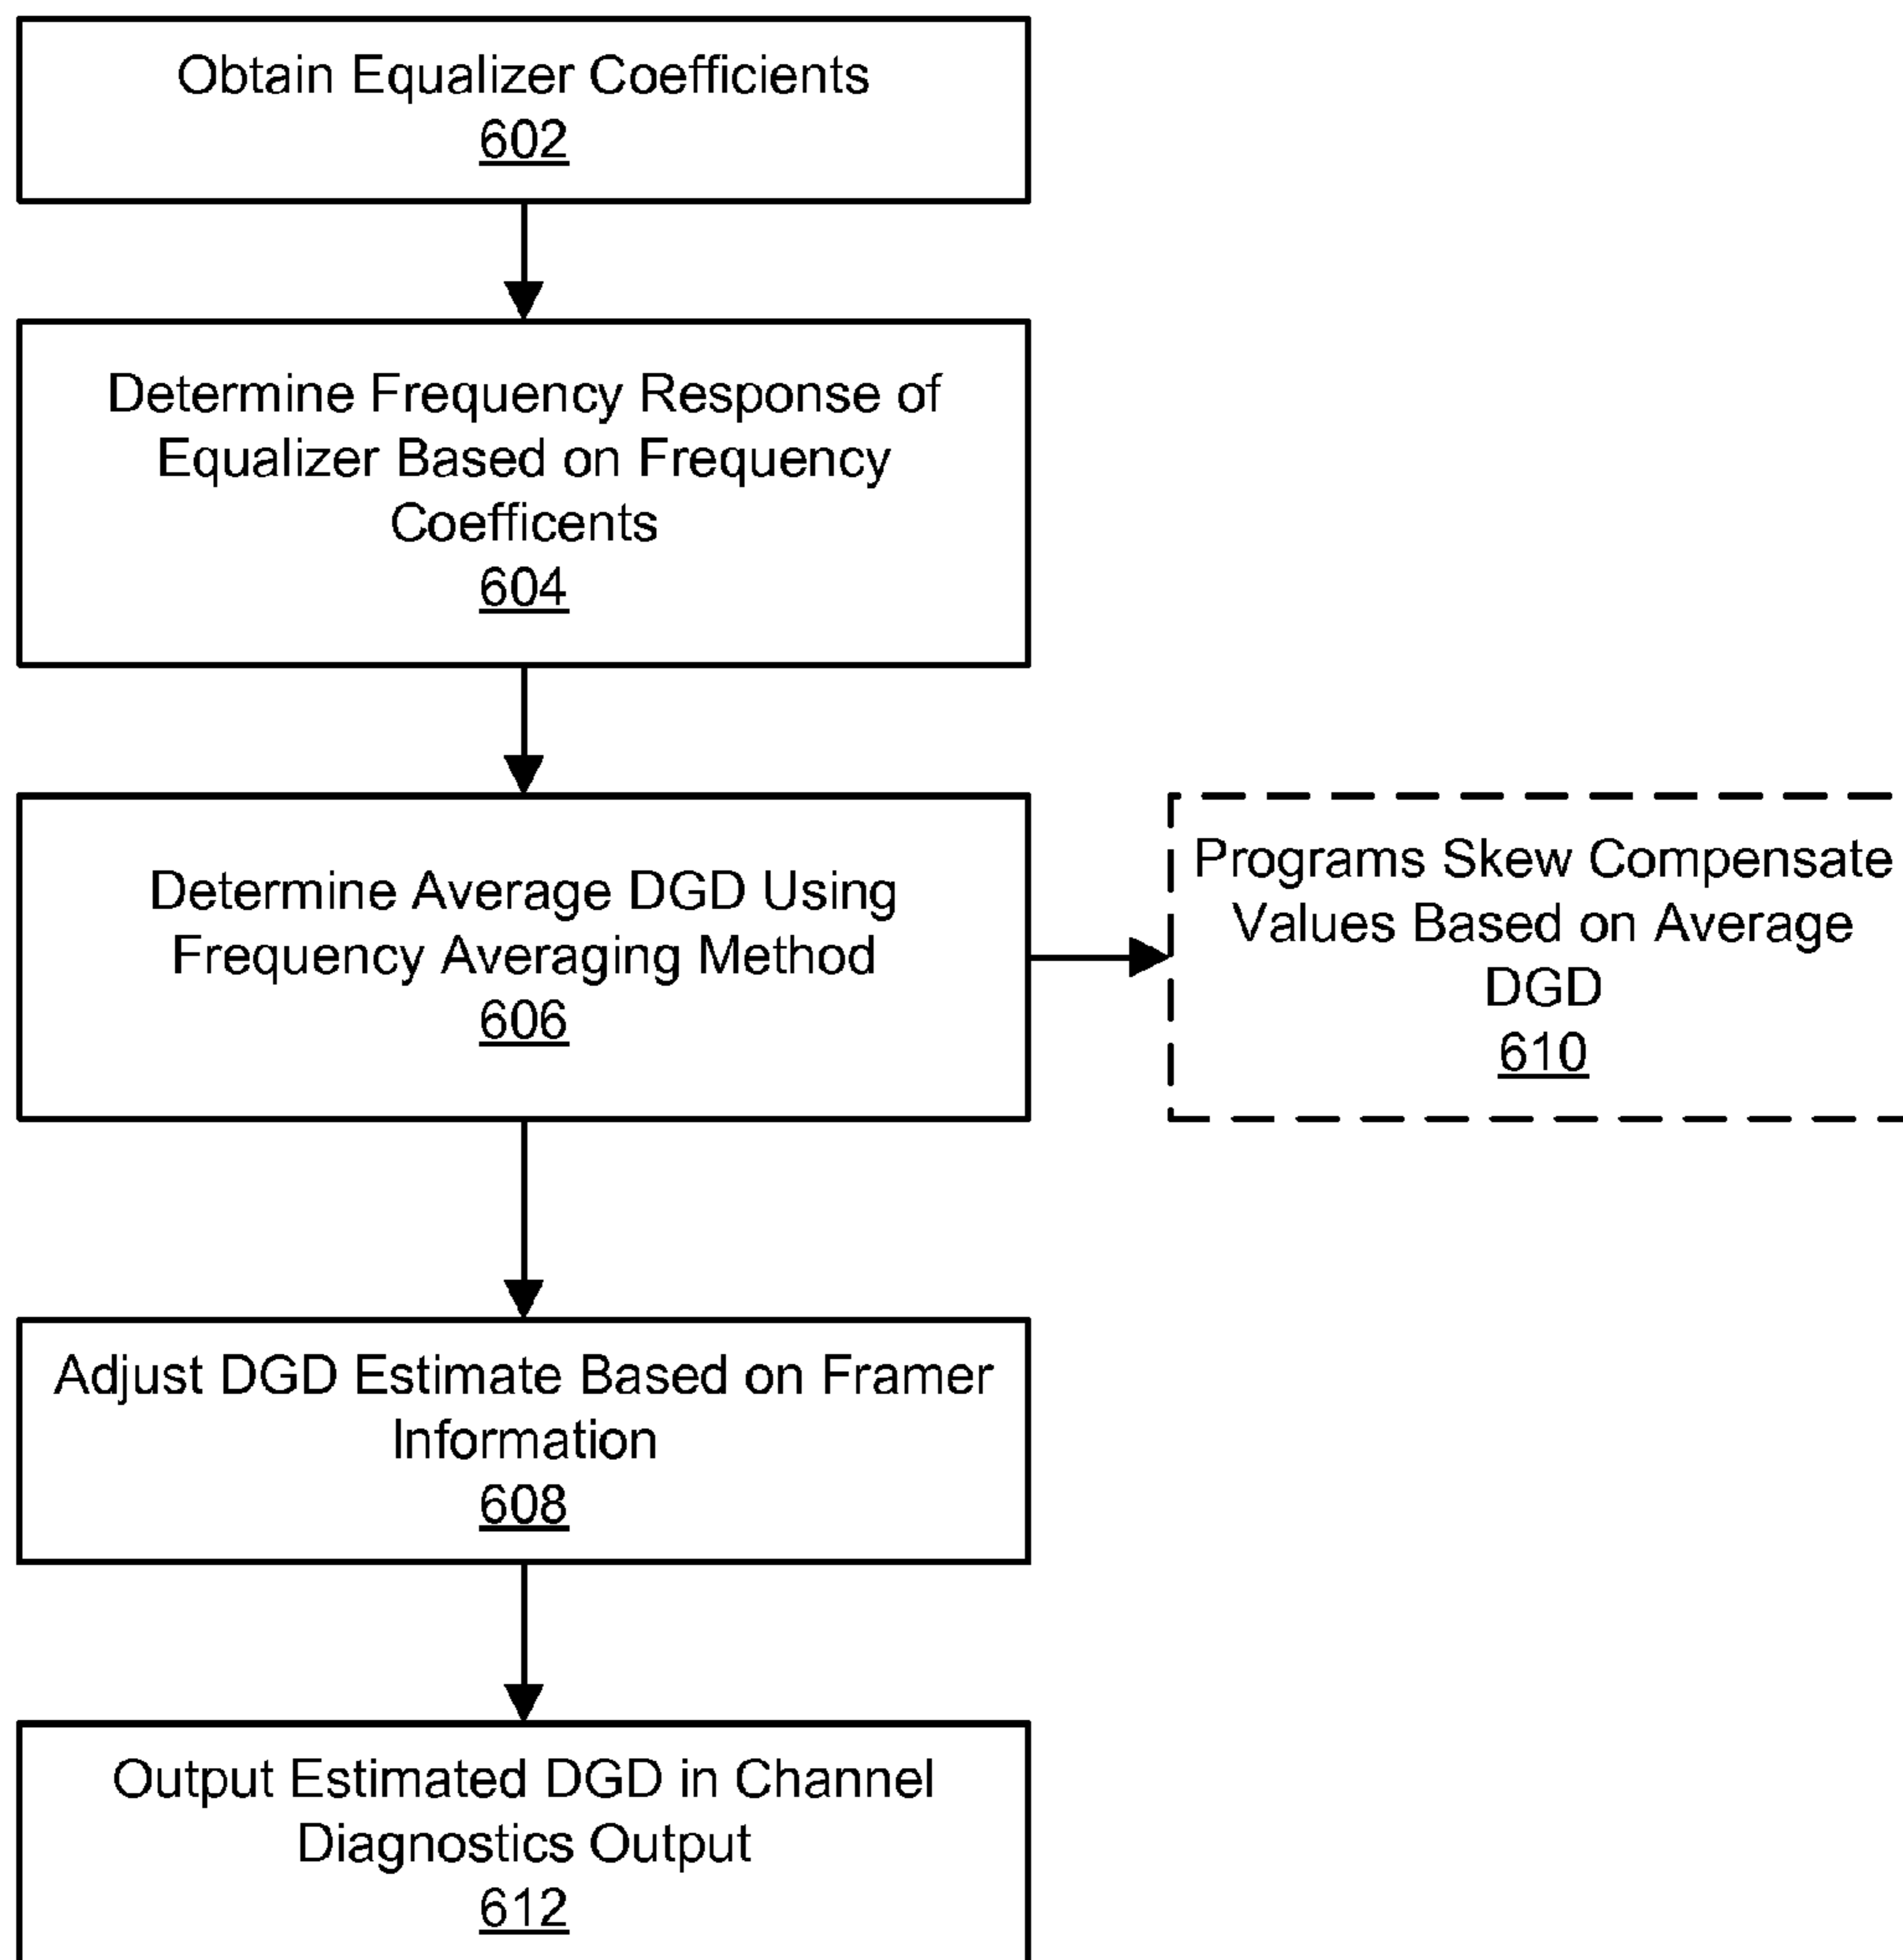 Obtain Equalizer Coefficients
602
Determine Frequency Response of
Equalizer Based on Frequency
Coefficents
604
Determine Average DGD Using
Frequency Averaging Method
606
Programs Skew Compensate
Values Based on Average
DGD
610
Adjust DGD Estimate Based on Framer
Information
608
Output Estimated DGD in Channel
Diagnostics Output
612